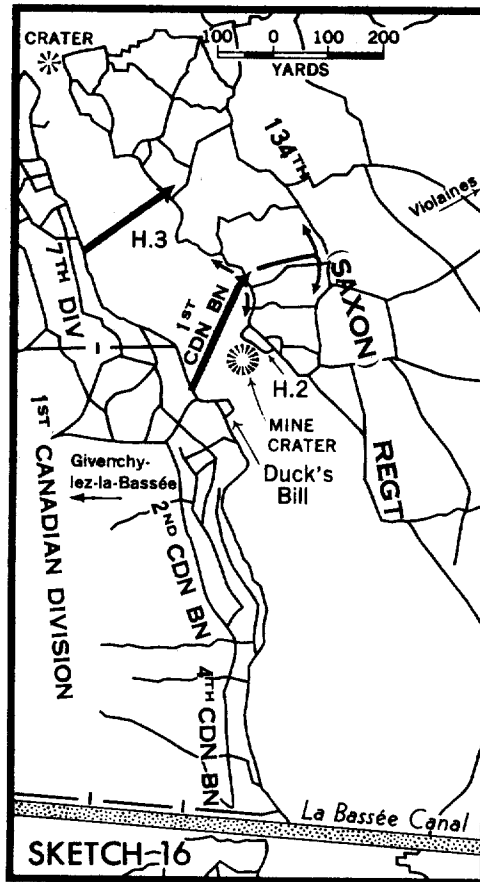 CRATER
100 0 100 200
YARDS
134TH
Violaines
H.3
7TH DIV
(SAXON)
1ST
CDN BN
H.2
MINE
CRATER
Duck's
Bill
REGT
Givenchy-
lez-la-Bassée
1ST CANADIAN DIVISION
2ND CDN BN
4TH CDN BN
La Bassée Canal
SKETCH 16